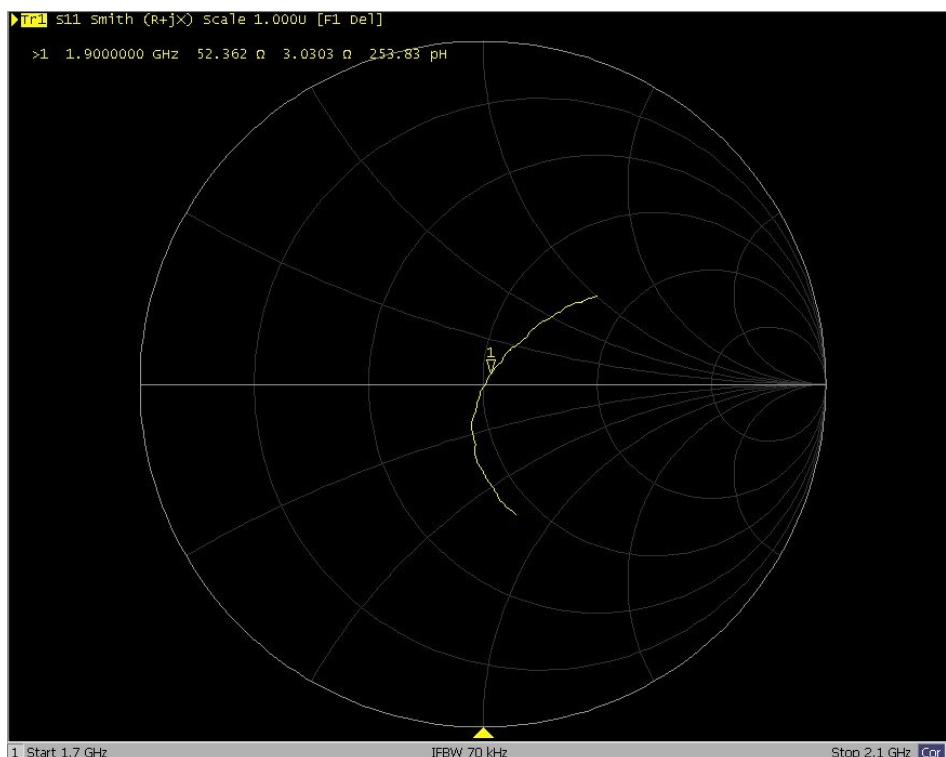 Tr1 S11 Smith (R+jX) Scale 1.000U [F1 Del]
>1 1.9000000 GHz 52.362 Ω 3.0303 Ω 253.83 pH
1
1 Start 1.7 GHz IFBW 70 kHz Stop 2.1 GHz Cor